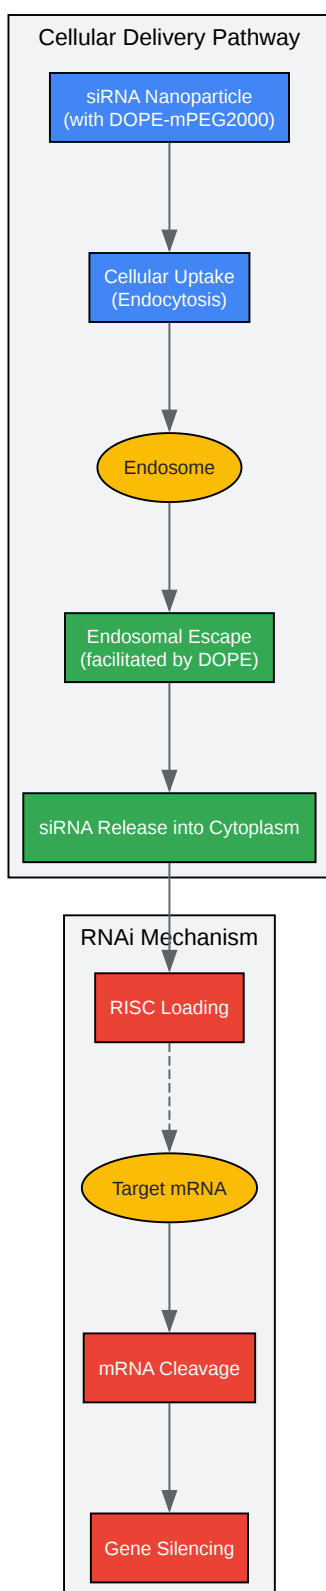 Cellular Delivery Pathway
siRNA Nanoparticle
(with DOPE-mPEG2000)
Cellular Uptake
(Endocytosis)
Endosome
Endosomal Escape
(facilitated by DOPE)
siRNA Release into Cytoplasm
RNAi Mechanism
RISC Loading
Target mRNA
mRNA Cleavage
Gene Silencing